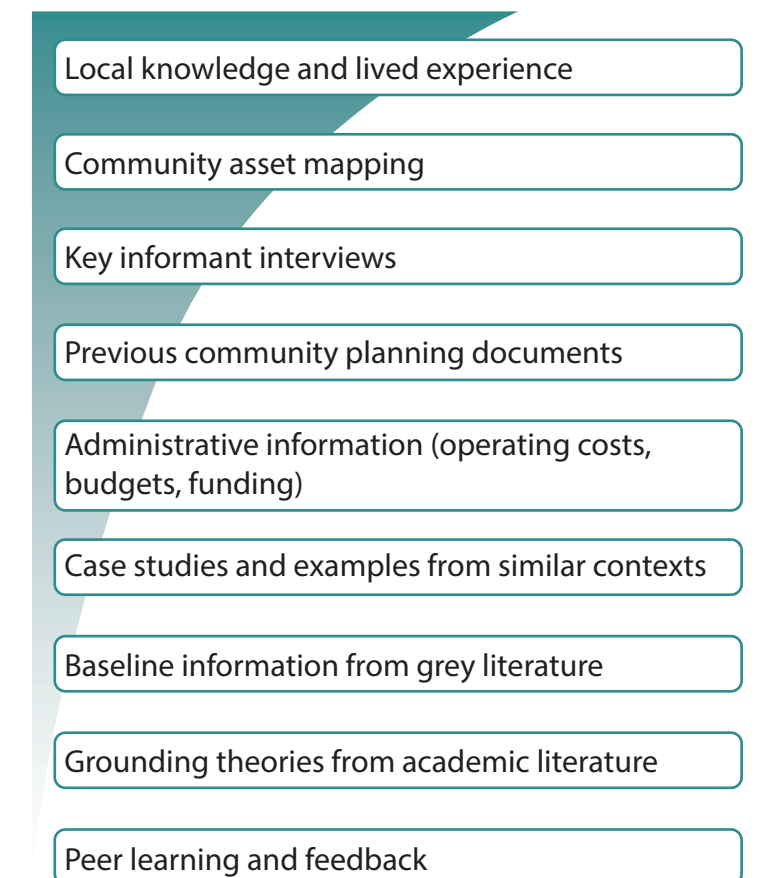 Local knowledge and lived experience
Community asset mapping
Key informant interviews
Previous community planning documents
Administrative information (operating costs,
budgets, funding)
Case studies and examples from similar contexts
Baseline information from grey literature
Grounding theories from academic literature
Peer learning and feedback